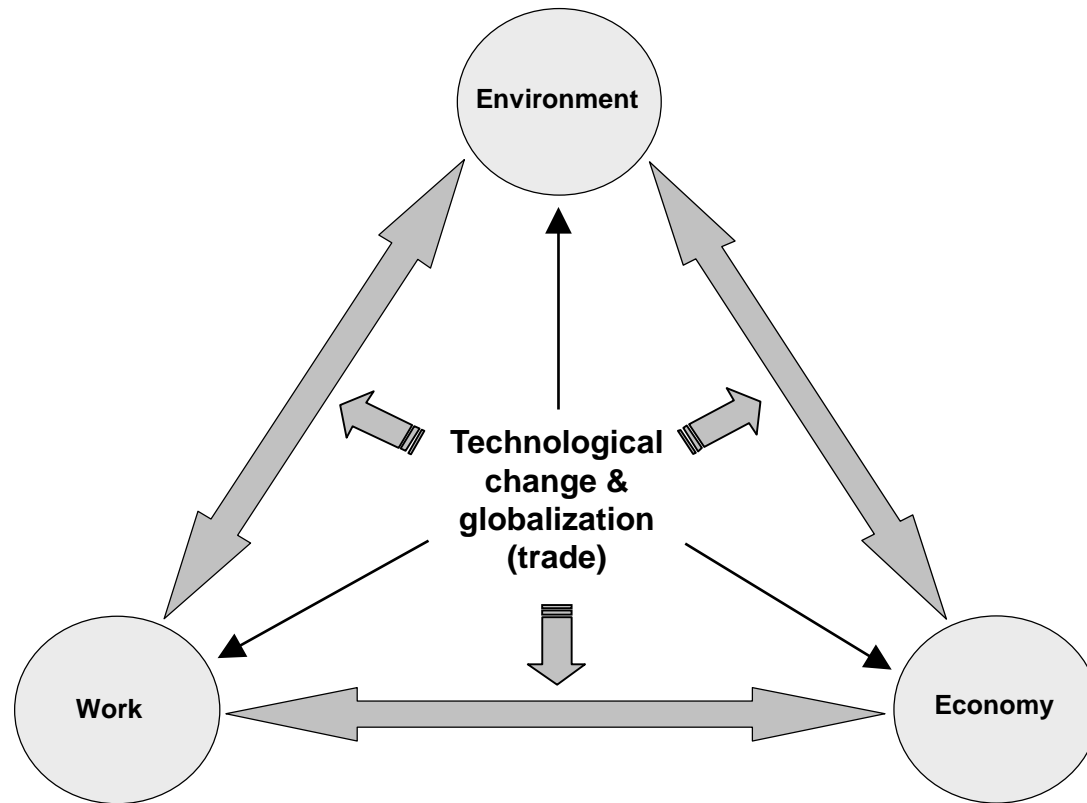 Environment
Technological
change &
globalization
(trade)
Work
Economy